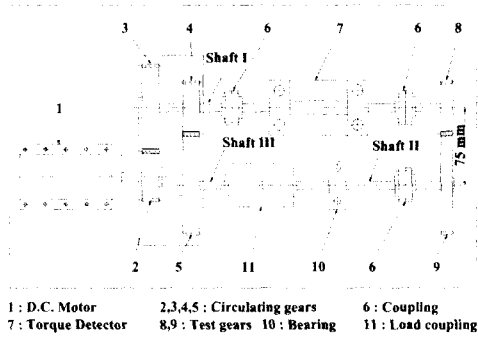 3 4 6 7 6 8
Shaft I
1
Shaft III Shaft II
75 mm
2 5 11 10 6 9
1 : D.C. Motor 2,3,4,5 : Circulating gears 6 : Coupling
7 : Torque Detector 8,9 : Test gears 10 : Bearing 11 : Load coupling